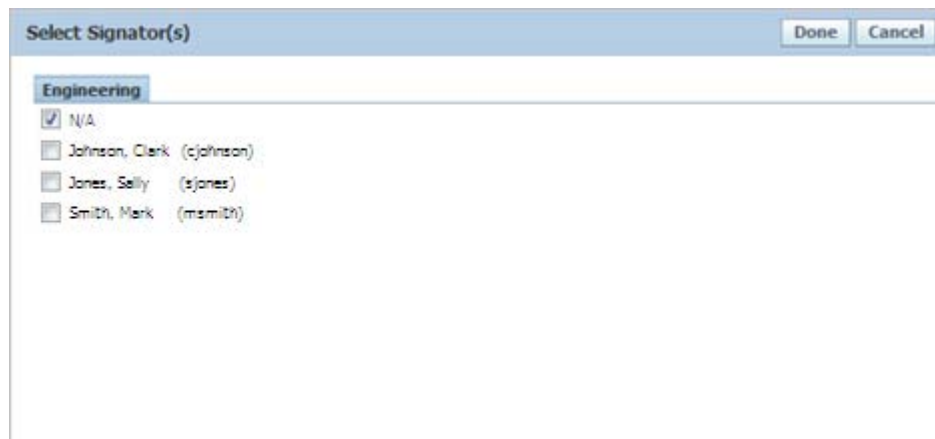 Select Signator(s) Done Cancel
Engineering
N/A
Johnson, Clark (cjohnson)
Jones, Sally (sjones)
Smith, Mark (msmith)